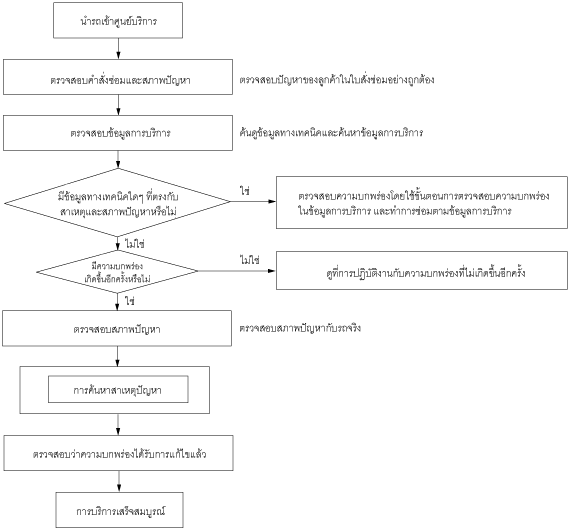 นำรถเข้าศูนย์บริการ
ตรวจสอบคำสั่งซ่อมและสภาพปัญหา
ตรวจสอบปัญหาของลูกค้าในใบสั่งซ่อมอย่างถูกต้อง
ตรวจสอบข้อมูลการบริการ
ค้นดูข้อมูลทางเทคนิคและค้นหาข้อมูลการบริการ
มีข้อมูลทางเทคนิคใดๆ ที่ตรงกับ
สาเหตุและสภาพปัญหาหรือไม่
ใช่
ตรวจสอบความบกพร่องโดยใช้ขั้นตอนการตรวจสอบความบกพร่อง
ในข้อมูลการบริการ และทำการซ่อมตามข้อมูลการบริการ
ไม่ใช่
มีความบกพร่อง
เกิดขึ้นอีกครั้งหรือไม่
ไม่ใช่
ดูที่การปฏิบัติงานกับความบกพร่องที่ไม่เกิดขึ้นอีกครั้ง
ใช่
ตรวจสอบสภาพปัญหา
ตรวจสอบสภาพปัญหากับรถจริง
การค้นหาสาเหตุปัญหา
ตรวจสอบว่าความบกพร่องได้รับการแก้ไขแล้ว
การบริการเสร็จสมบูรณ์